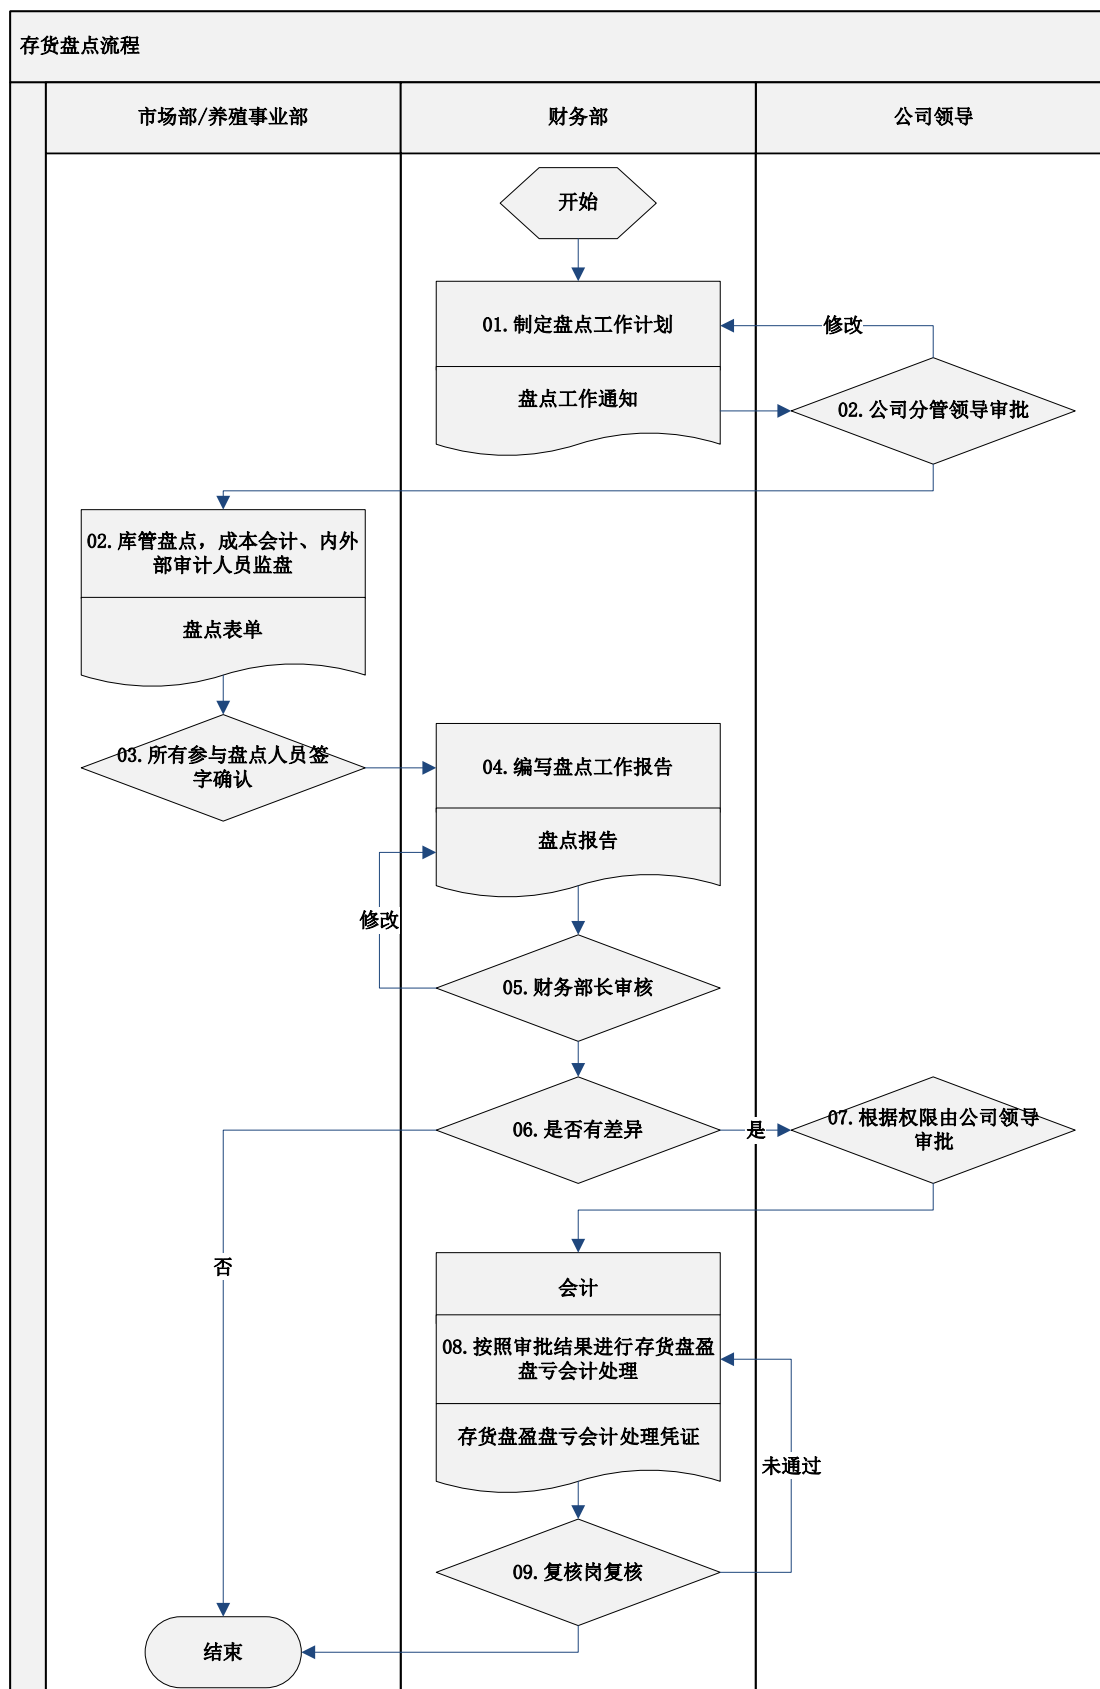 存货盘点流程
市场部/养殖事业部
财务部
公司领导
开始
01.制定盘点工作计划
修改
盘点工作通知
02.公司分管领导审批
02.库管盘点，成本会计、内外
部审计人员监盘
盘点表单
03.所有参与盘点人员签
字确认
04.编写盘点工作报告
盘点报告
修改
05.财务部长审核
06.是否有差异
是
07.根据权限由公司领导
审批
否
会计
08.按照审批结果进行存货盘盈
盘亏会计处理
存货盘盈盘亏会计处理凭证
未通过
09.复核岗复核
结束